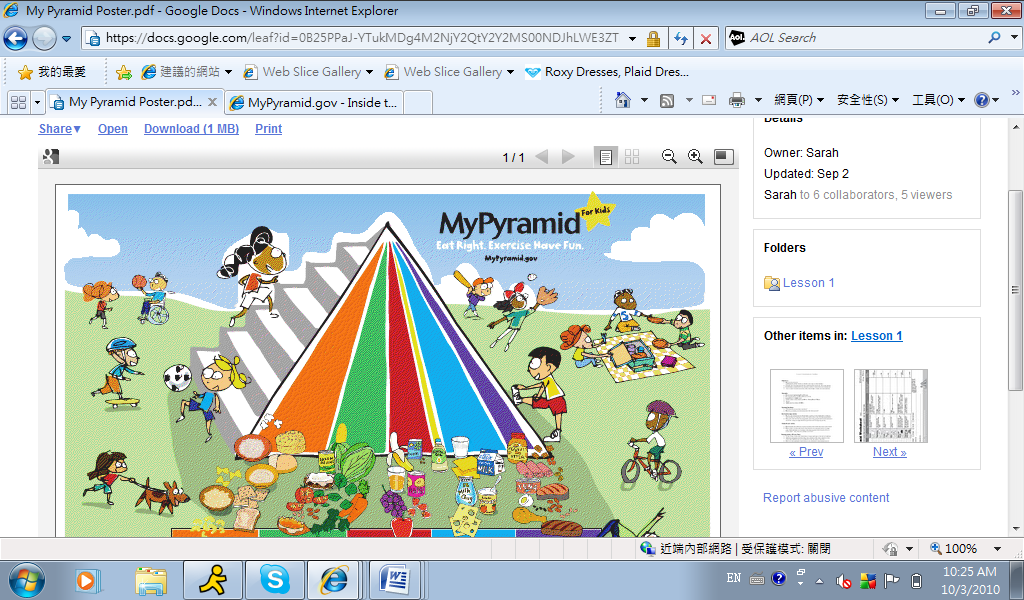 My Pyramid Poster.pdf - Google Docs - Windows Internet Explorer
https://docs.google.com/leaf?id=0B25PPaJ-YTukMDg4M2NjY2QtY2Y2MS00NDJhLWE3ZT
AOL Search
我的最愛 建議的網站 Web Slice Gallery Web Slice Gallery Roxy Dresses, Plaid Dres...
My Pyramid Poster.pd... MyPyramid.gov - Inside t... 網頁(P) 安全性(S) 工具(O)
Share Open Download (1 MB) Print
1 / 1
MyPyramid
For Kids
Eat Right. Exercise. Have Fun.
MyPyramid.gov
Details
Owner: Sarah
Updated: Sep 2
Sarah to 6 collaborators, 5 viewers
Folders
Lesson 1
Other items in: Lesson 1
« Prev Next »
Report abusive content
近端內部網路 | 受保護模式: 關閉 100%
EN 10:25 AM
10/3/2010